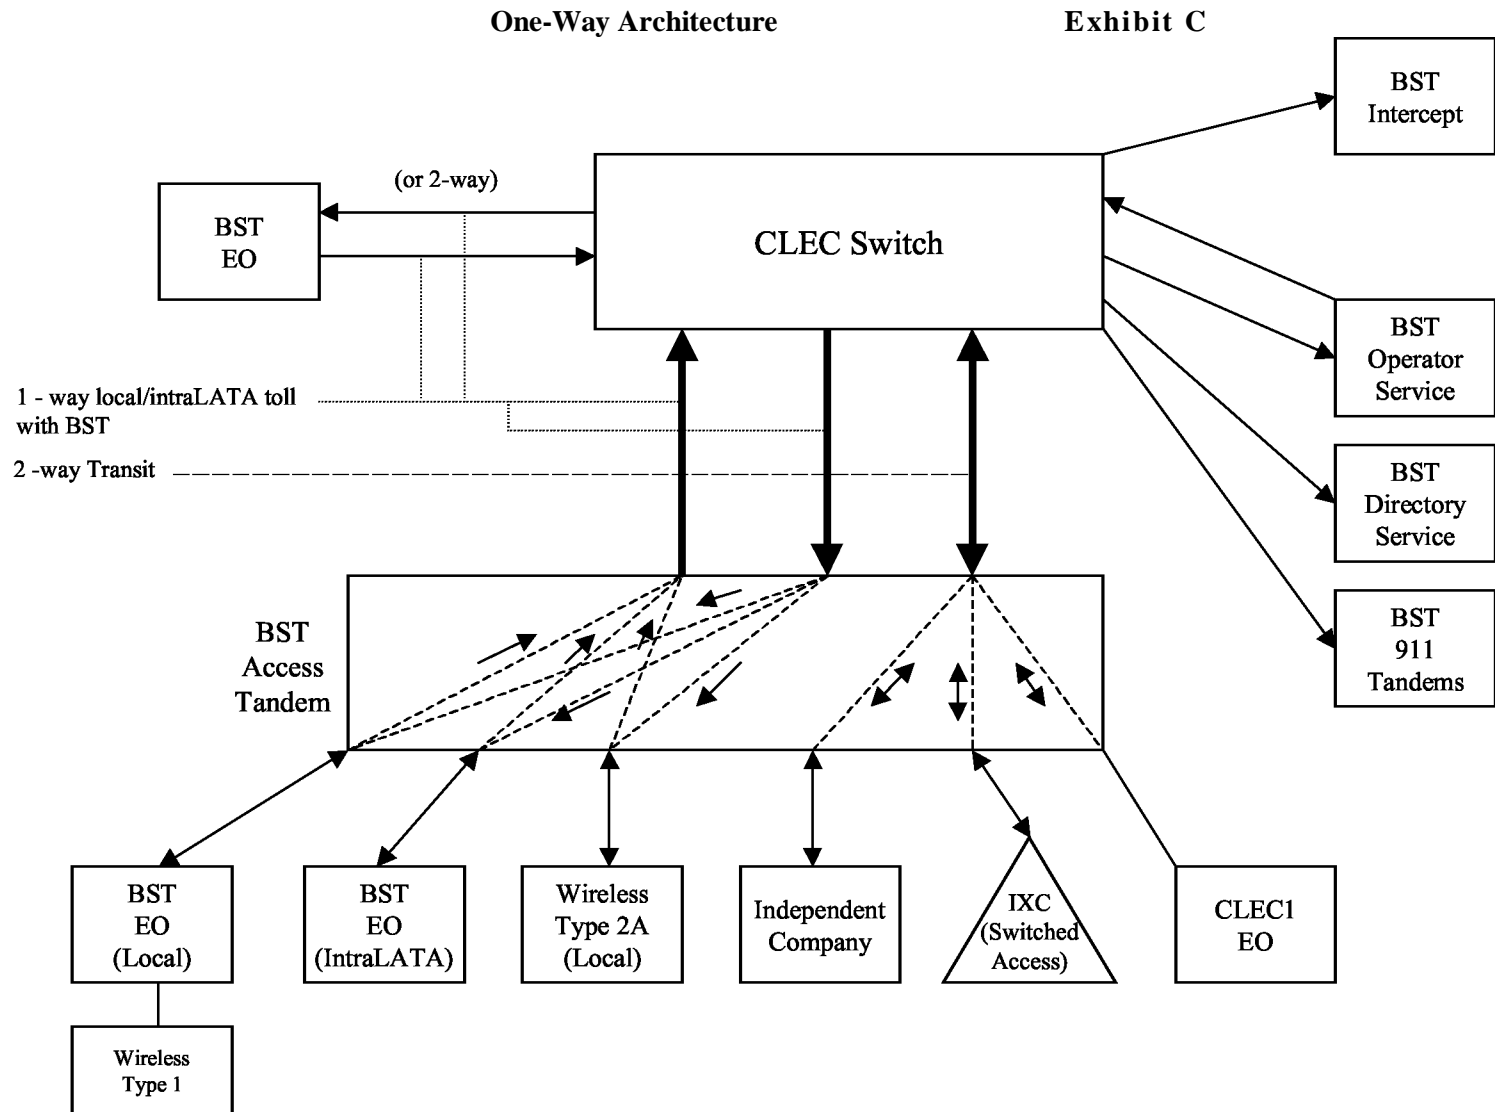 One-Way Architecture
Exhibit C
BST
Intercept
(or 2-way)
BST
EO
CLEC Switch
BST
Operator
Service
1 - way local/intraLATA toll
with BST
2 -way Transit
BST
Directory
Service
BST
911
Tandems
BST
Access
Tandem
BST
EO
(Local)
BST
EO
(IntraLATA)
Wireless
Type 2A
(Local)
Independent
Company
IXC
(Switched
Access)
CLEC1
EO
Wireless
Type 1